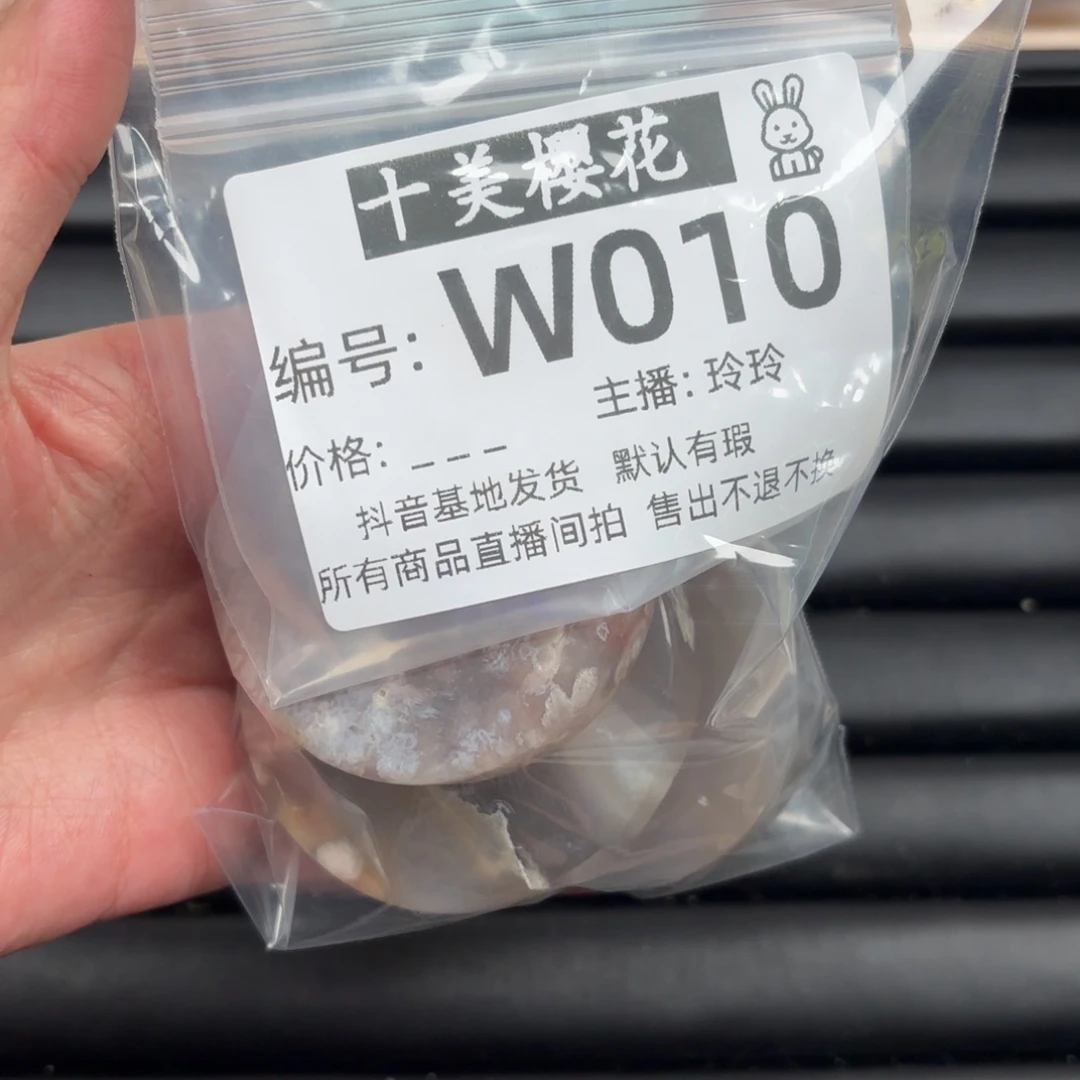 十美樱花
编号: W010
主播: 玲玲
价格: _ _ _
抖音基地发货 默认有瑕
所有商品直播间拍 售出不退不换